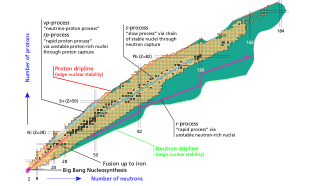 νp-process
"neutron-proton process"
rp-process
"rapid proton process"
via unstable proton-rich nuclei
through proton capture
s-process
"slow process" via chain
of stable nuclei through
neutron capture
Pb (Z=82)
184
162
Number of protons
Proton dripline
(edge nuclear stability)
126
Sn (Z=50)
r-process
"rapid process" via
unstable neutron-rich nuclei
82
Ni (Z=28)
Neutron dripline
(edge nuclear stability)
50
28
20
Fusion up to iron
Big Bang Nucleosynthesis
2 8
Number of neutrons